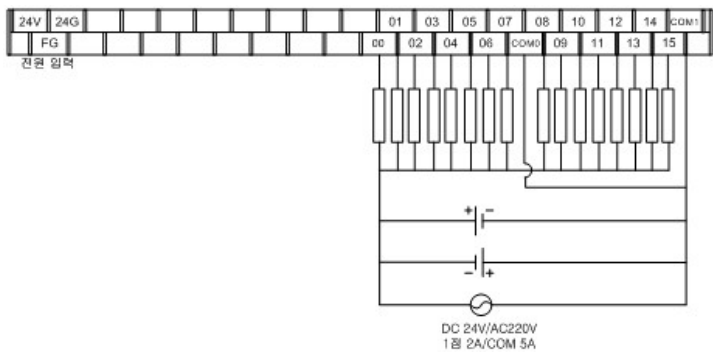 24V 24G 01 03 05 07 08 10 12 14 COM1
FG 00 02 04 06 COM0 09 11 13 15
전원 입력
+ −
− +
DC 24V/AC220V
1점 2A/COM 5A